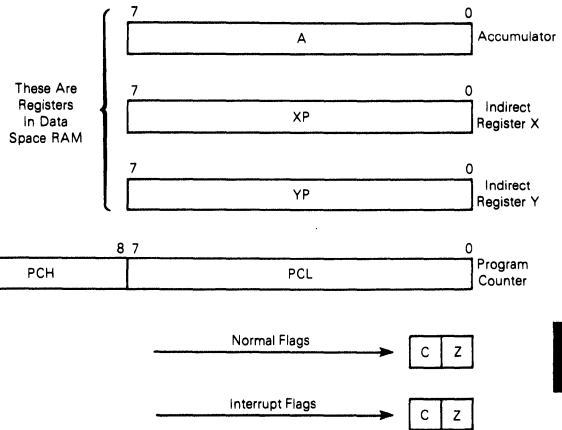 7 0
A
Accumulator
These Are
Registers
In Data
Space RAM
7 0
XP
Indirect
Register X
7 0
YP
Indirect
Register Y
8 7 0
PCH
PCL
Program
Counter
Normal Flags
C Z
Interrupt Flags
C Z